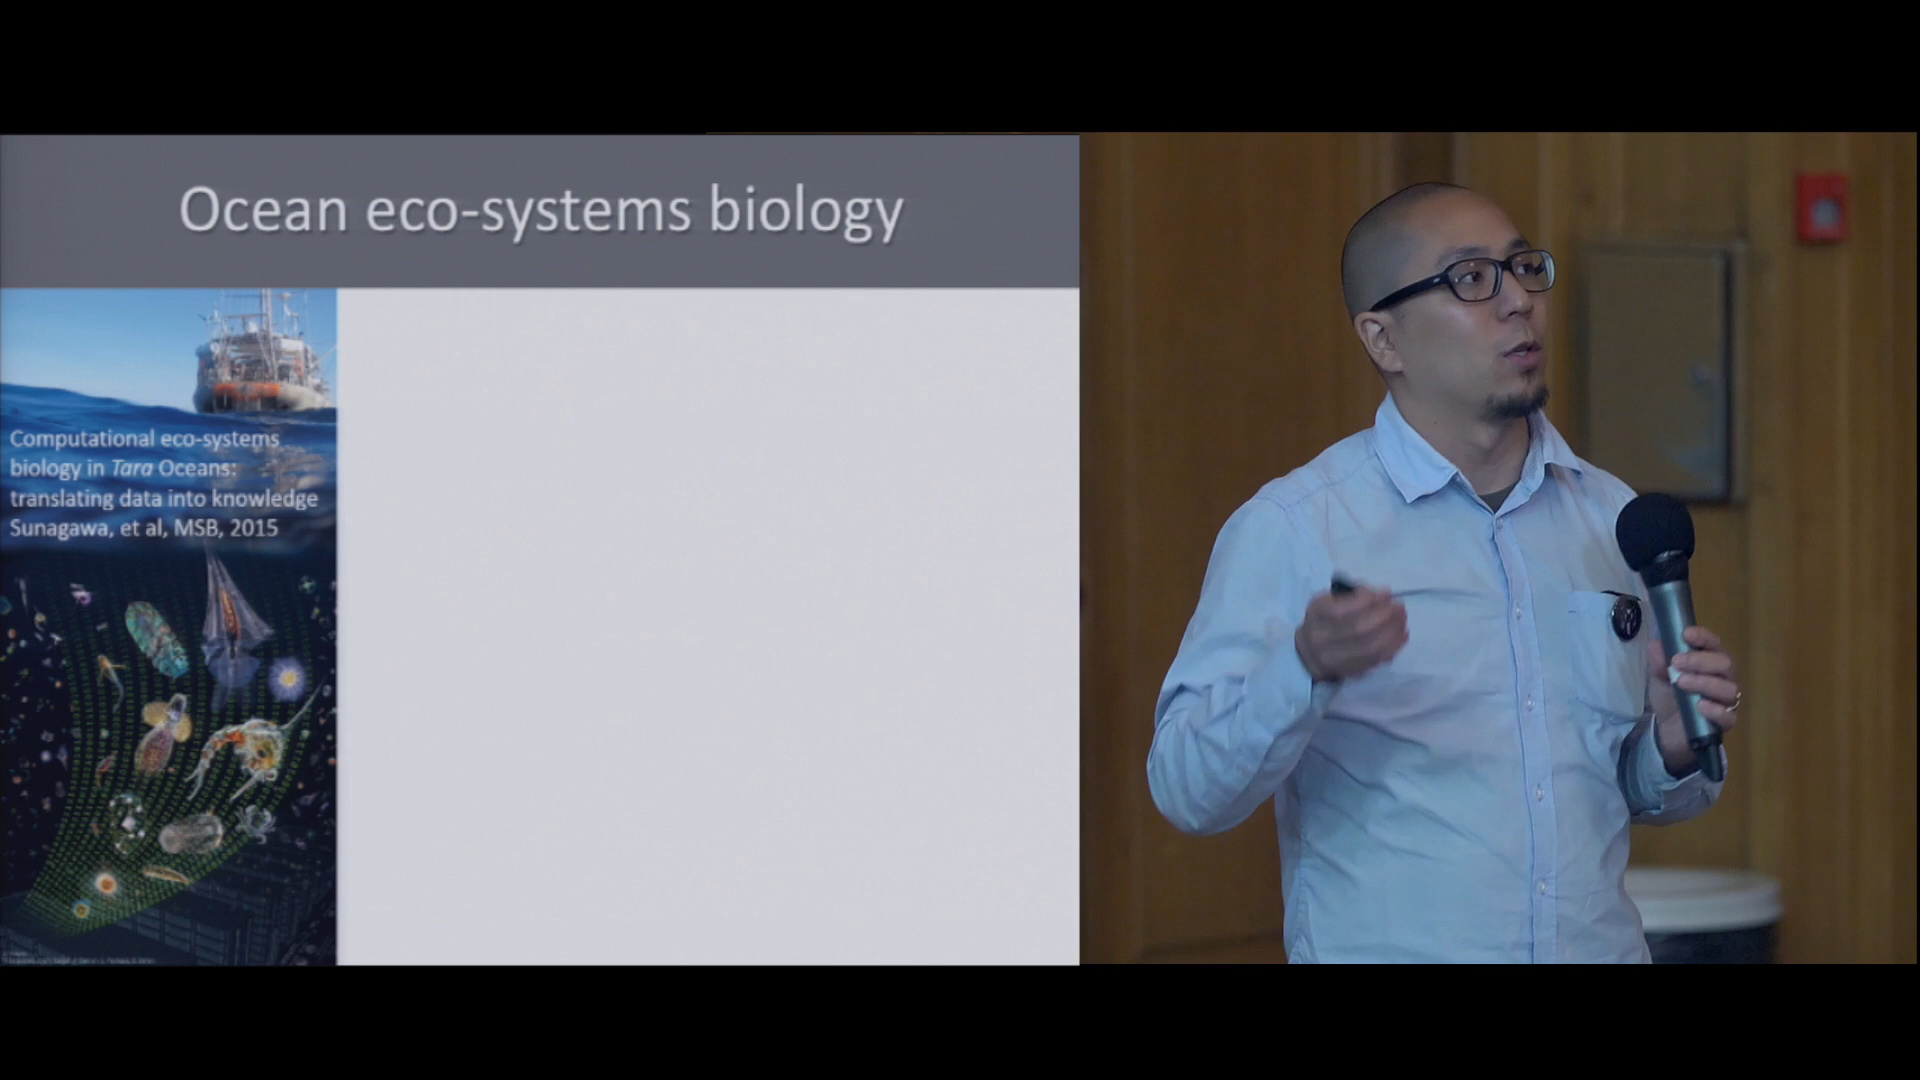 Ocean eco-systems biology
Computational eco-systems
biology in Tara Oceans:
translating data into knowledge
Sunagawa, et al, MSB, 2015